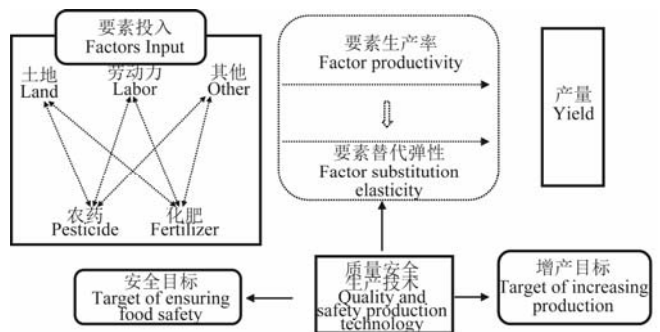 要素投入
Factors Input
土地
Land
劳动力
Labor
其他
Other
农药
Pesticide
化肥
Fertilizer
要素生产率
Factor productivity
要素替代弹性
Factor substitution
elasticity
产量
Yield
安全目标
Target of ensuring
food safety
质量安全
生产技术
Quality and
safety production
technology
增产目标
Target of increasing
production